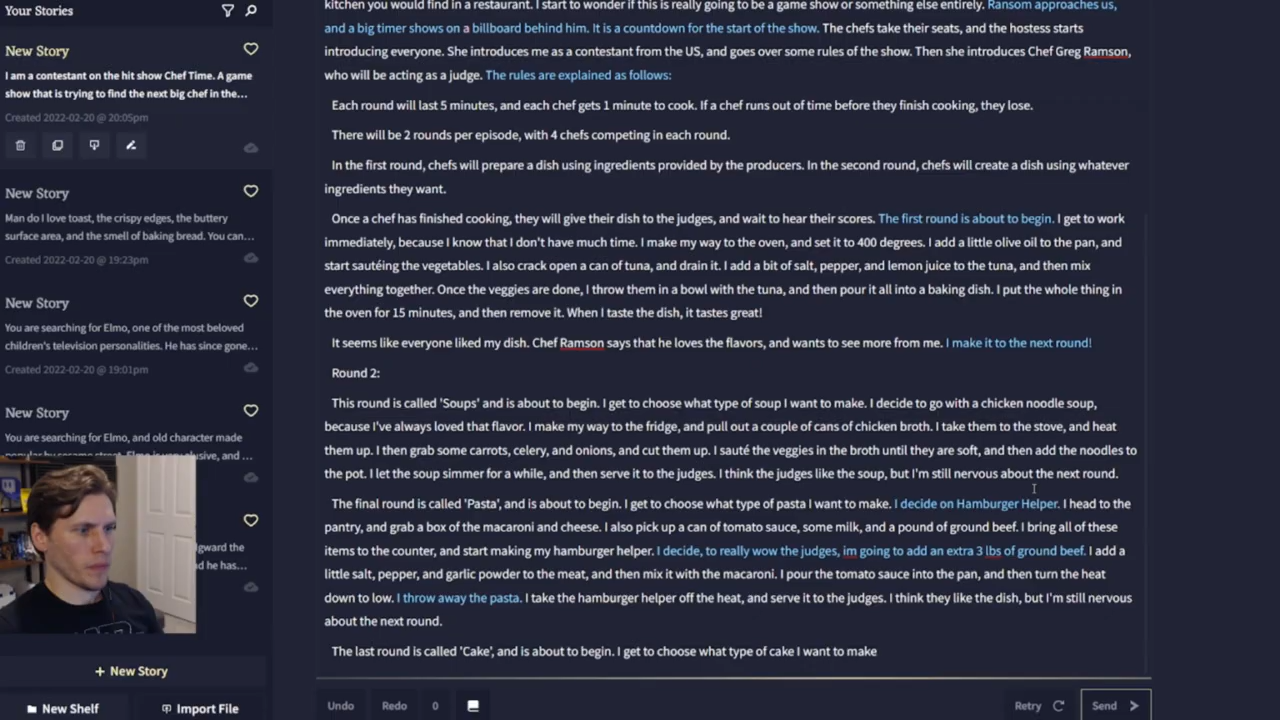 Your Stories
New Story
I am a contestant on the hit show Chef Time. A game
show that is trying to find the next big chef in the...
Created 2022-02-20 @ 20:05pm
New Story
Man do I love toast, the crispy edges, the buttery
surface area, and the smell of baking bread. You can...
Created 2022-02-20 @ 19:23pm
New Story
You are searching for Elmo, one of the most beloved
children's television personalities. He has since gone...
Created 2022-02-20 @ 19:01pm
New Story
You are searching for Elmo, and old character made
+ New Story
New Shelf
Import File
kitchen you would find in a restaurant. I start to wonder if this is really going to be a game show or something else entirely. Ransom approaches us,
and a big timer shows on a billboard behind him. It is a countdown for the start of the show. The chefs take their seats, and the hostess starts
introducing everyone. She introduces me as a contestant from the US, and goes over some rules of the show. Then she introduces Chef Greg Ramson,
who will be acting as a judge. The rules are explained as follows:
Each round will last 5 minutes, and each chef gets 1 minute to cook. If a chef runs out of time before they finish cooking, they lose.
There will be 2 rounds per episode, with 4 chefs competing in each round.
In the first round, chefs will prepare a dish using ingredients provided by the producers. In the second round, chefs will create a dish using whatever
ingredients they want.
Once a chef has finished cooking, they will give their dish to the judges, and wait to hear their scores. The first round is about to begin. I get to work
immediately, because I know that I don't have much time. I make my way to the oven, and set it to 400 degrees. I add a little olive oil to the pan, and
start sautéing the vegetables. I also crack open a can of tuna, and drain it. I add a bit of salt, pepper, and lemon juice to the tuna, and then mix
everything together. Once the veggies are done, I throw them in a bowl with the tuna, and then pour it all into a baking dish. I put the whole thing in
the oven for 15 minutes, and then remove it. When I taste the dish, it tastes great!
It seems like everyone liked my dish. Chef Ramson says that he loves the flavors, and wants to see more from me. I make it to the next round!
Round 2:
This round is called 'Soups' and is about to begin. I get to choose what type of soup I want to make. I decide to go with a chicken noodle soup,
because I've always loved that flavor. I make my way to the fridge, and pull out a couple of cans of chicken broth. I take them to the stove, and heat
them up. I then grab some carrots, celery, and onions, and cut them up. I sauté the veggies in the broth until they are soft, and then add the noodles to
the pot. I let the soup simmer for a while, and then serve it to the judges. I think the judges like the soup, but I'm still nervous about the next round.
The final round is called 'Pasta', and is about to begin. I get to choose what type of pasta I want to make. I decide on Hamburger Helper. I head to the
pantry, and grab a box of the macaroni and cheese. I also pick up a can of tomato sauce, some milk, and a pound of ground beef. I bring all of these
items to the counter, and start making my hamburger helper. I decide, to really wow the judges, im going to add an extra 3 lbs of ground beef. I add a
little salt, pepper, and garlic powder to the meat, and then mix it with the macaroni. I pour the tomato sauce into the pan, and then turn the heat
down to low. I throw away the pasta. I take the hamburger helper off the heat, and serve it to the judges. I think they like the dish, but I'm still nervous
about the next round.
The last round is called 'Cake', and is about to begin. I get to choose what type of cake I want to make
Undo
Redo
0
Retry
Send